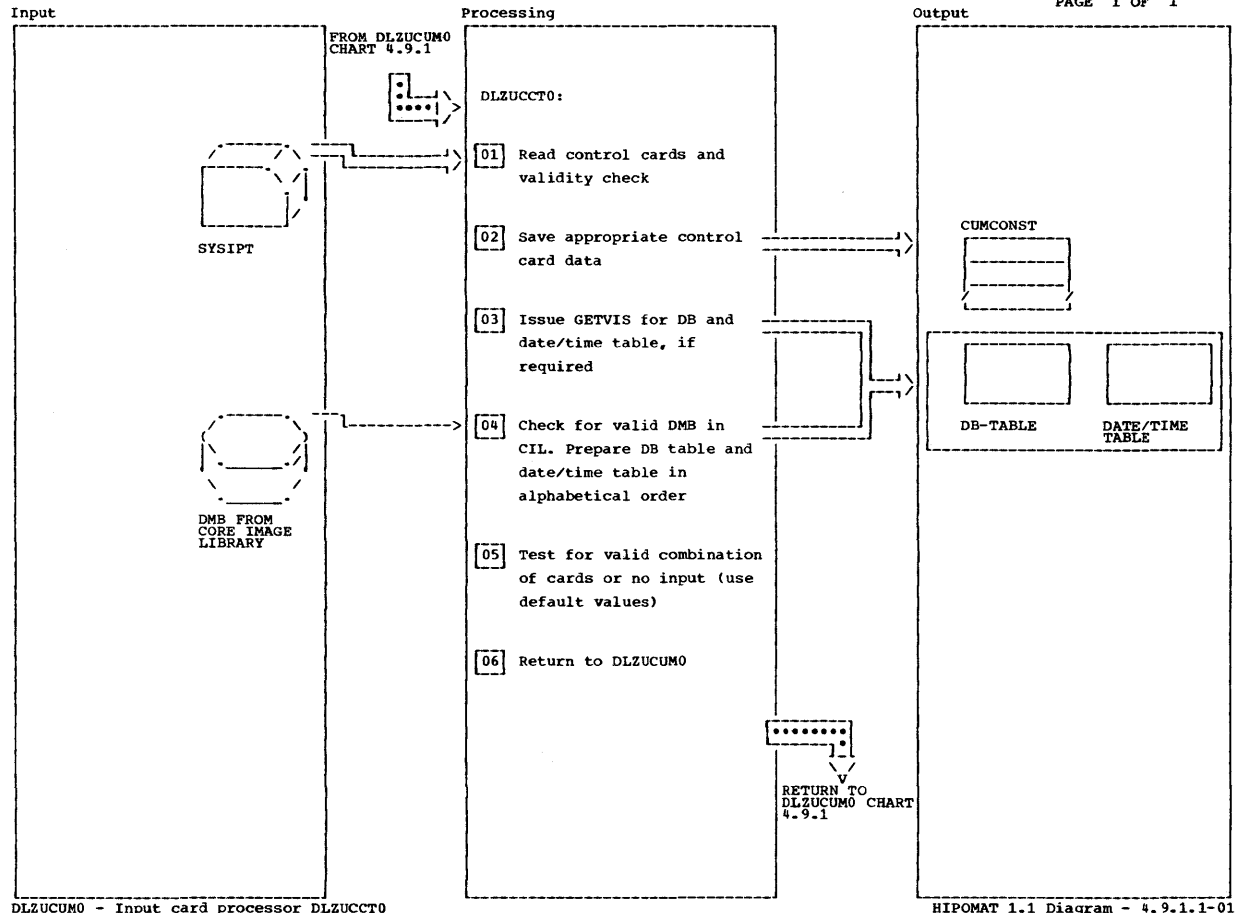 PAGE 1 OF 1
Input
Processing
Output
FROM DLZUCUM0
CHART 4.9.1
DLZUCCT0:
01 Read control cards and
validity check
SYSIPT
02 Save appropriate control
card data
CUMCONST
03 Issue GETVIS for DB and
date/time table, if
required
04 Check for valid DMB in
CIL. Prepare DB table and
date/time table in
alphabetical order
DB-TABLE
DATE/TIME
TABLE
DMB FROM
CORE IMAGE
LIBRARY
05 Test for valid combination
of cards or no input (use
default values)
06 Return to DLZUCUM0
RETURN TO
DLZUCUM0 CHART
4.9.1
DLZUCUM0 - Input card processor DLZUCCT0
HIPOMAT 1.1 Diagram - 4.9.1.1-01